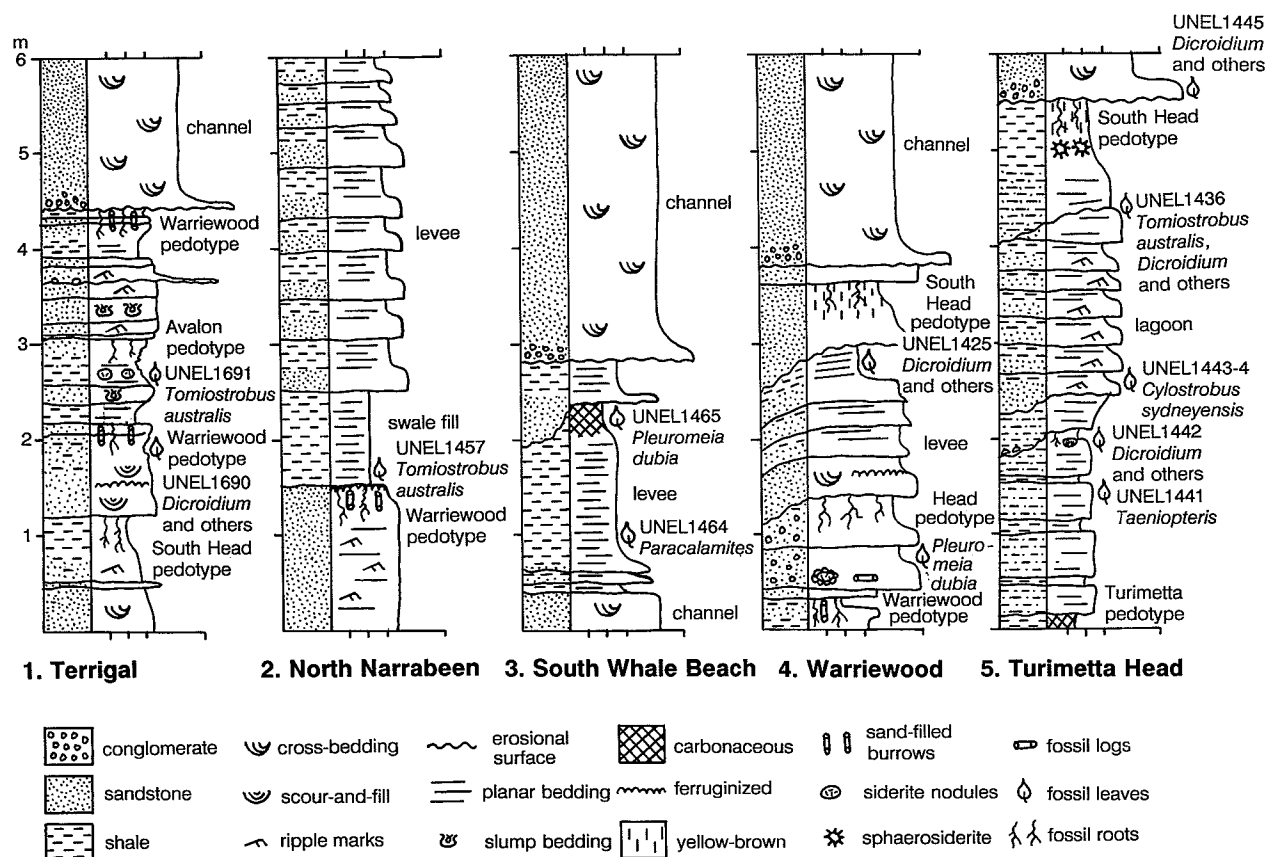 m
6
5
4
3
2
1
channel
Warriewood
pedotype
Avalon
pedotype
UNEL1691
Tomiostrobus
australis
Warriewood
pedotype
UNEL1690
Dicroidium
and others
South Head
pedotype
levee
swale fill
UNEL1457
Tomiostrobus
australis
Warriewood
pedotype
channel
UNEL1465
Pleuromeia
dubia
levee
UNEL1464
Paracalamites
channel
channel
South
Head
pedotype
UNEL1425
Dicroidium
and others
levee
Head
pedotype
Pleuro-
meia
dubia
Warriewood
pedotype
UNEL1445
Dicroidium
and others
South Head
pedotype
UNEL1436
Tomiostrobus
australis,
Dicroidium
and others
lagoon
UNEL1443-4
Cylostrobus
sydneyensis
UNEL1442
Dicroidium
and others
UNEL1441
Taeniopteris
Turimetta
pedotype
1. Terrigal
2. North Narrabeen
3. South Whale Beach
4. Warriewood
5. Turimetta Head
conglomerate
cross-bedding
erosional
surface
carbonaceous
sand-filled
burrows
fossil logs
sandstone
scour-and-fill
planar bedding
ferruginized
siderite nodules
fossil leaves
shale
ripple marks
slump bedding
yellow-brown
sphaerosiderite
fossil roots